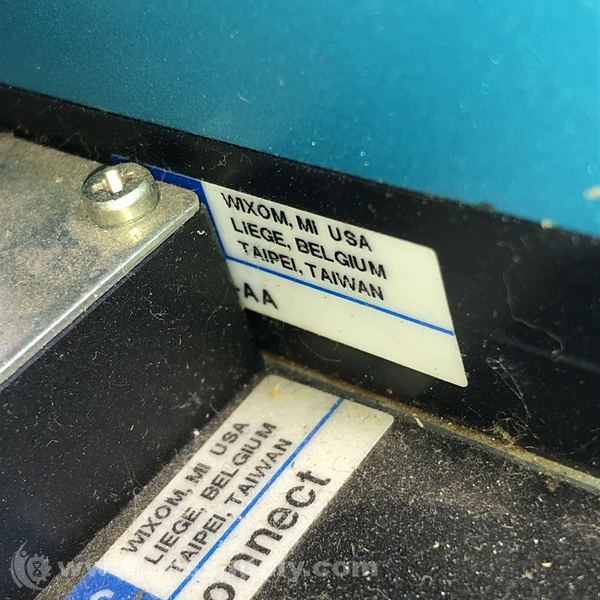 WIXOM, MI USA
LIEGE, BELGIUM
TAIPEI, TAIWAN
-AA
WIXOM, MI USA
LIEGE, BELGIUM
TAIPEI, TAIWAN
onnect